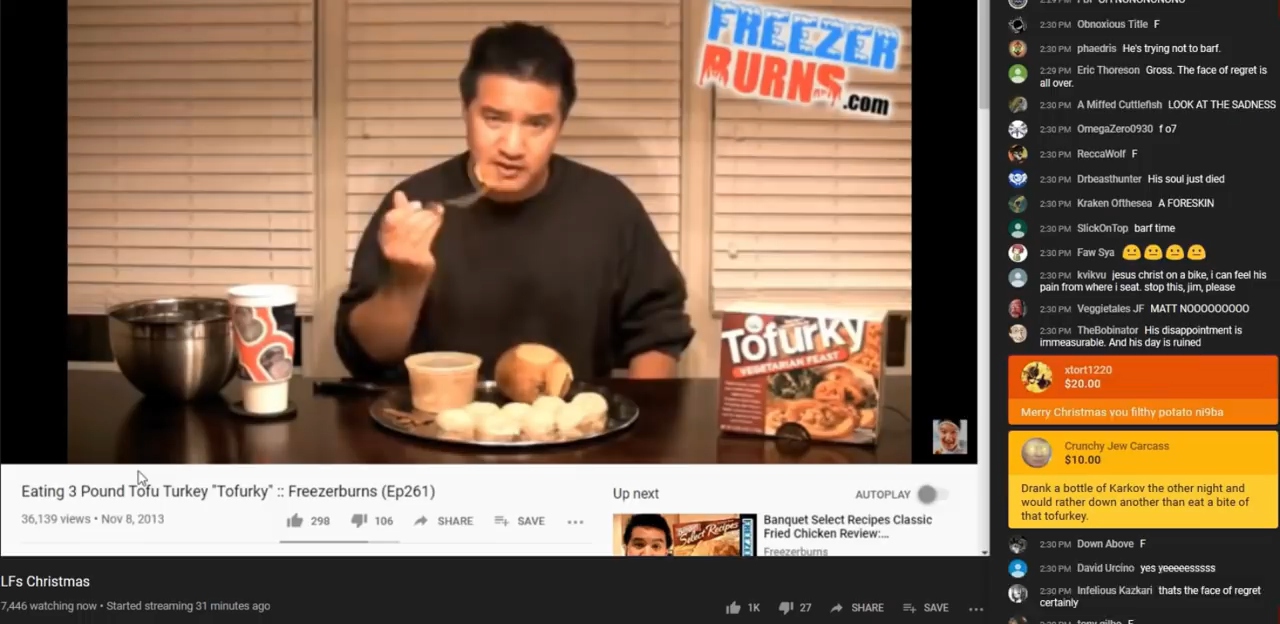 FREEZER
BURNS
.com
Tofurky
VEGETARIAN FEAST
Eating 3 Pound Tofu Turkey "Tofurky" :: Freezerburns (Ep261)
36,139 views • Nov 8, 2013
298
106
SHARE
SAVE
Up next
AUTOPLAY
Select Recipes
Banquet Select Recipes Classic
Fried Chicken Review:...
Freezerburns
LFs Christmas
7,446 watching now • Started streaming 31 minutes ago
1K
27
SHARE
SAVE
2:30 PM Obnoxious Title F
2:30 PM phaedris He's trying not to barf.
2:29 PM Eric Thoreson Gross. The face of regret is
all over.
2:30 PM A Miffed Cuttlefish LOOK AT THE SADNESS
2:30 PM OmegaZero0930 f o7
2:30 PM ReccaWolf F
2:30 PM Drbeasthunter His soul just died
2:30 PM Kraken Ofthesea A FORESKIN
2:30 PM SlickOnTop barf time
2:30 PM Faw Sya 😐😐😐😐
2:30 PM kvikvu jesus christ on a bike, i can feel his
pain from where i seat. stop this, jim, please
2:30 PM Veggietales JF MATT NOOOOOOOOO
2:30 PM TheBobinator His disappointment is
immeasurable. And his day is ruined
xtort1220
$20.00
Merry Christmas you filthy potato ni9ba
Crunchy Jew Carcass
$10.00
Drank a bottle of Karkov the other night and
would rather down another than eat a bite of
that tofurkey.
2:30 PM Down Above F
2:30 PM David Urcino yes yeeeeesssss
2:30 PM Infelious Kazkari thats the face of regret
certainly